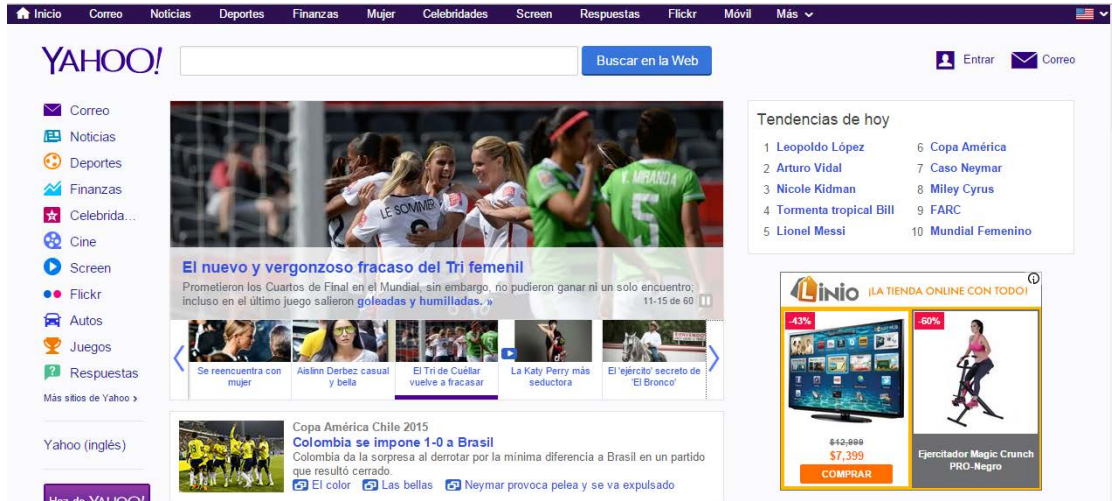 Inicio Correo Noticias Deportes Finanzas Mujer Celebridades Screen Respuestas Flickr Móvil Más
YAHOO!
Buscar en la Web
Entrar
Correo
Correo
Noticias
Deportes
Finanzas
Celebrida...
Cine
Screen
Flickr
Autos
Juegos
Respuestas
Más sitios de Yahoo >
Yahoo (inglés)
Haz de YAHOO!
LE SOMMER
9
V. MIRANDA
5
El nuevo y vergonzoso fracaso del Tri femenil
Prometieron los Cuartos de Final en el Mundial, sin embargo, no pudieron ganar ni un solo encuentro;
incluso en el último juego salieron goleadas y humilladas. »
11-15 de 60
Se reencuentra con
mujer
Aislinn Derbez casual
y bella
El Tri de Cuéllar
vuelve a fracasar
La Katy Perry más
seductora
El 'ejército' secreto de
'El Bronco'
Copa América Chile 2015
Colombia se impone 1-0 a Brasil
Colombia da la sorpresa al derrotar por la mínima diferencia a Brasil en un partido
que resultó cerrado.
El color Las bellas Neymar provoca pelea y se va expulsado
Tendencias de hoy
1 Leopoldo López
2 Arturo Vidal
3 Nicole Kidman
4 Tormenta tropical Bill
5 Lionel Messi
6 Copa América
7 Caso Neymar
8 Miley Cyrus
9 FARC
10 Mundial Femenino
Linio ¡LA TIENDA ONLINE CON TODO!
-43%
$12,999
$7,399
COMPRAR
-60%
Ejercitador Magic Crunch
PRO-Negro